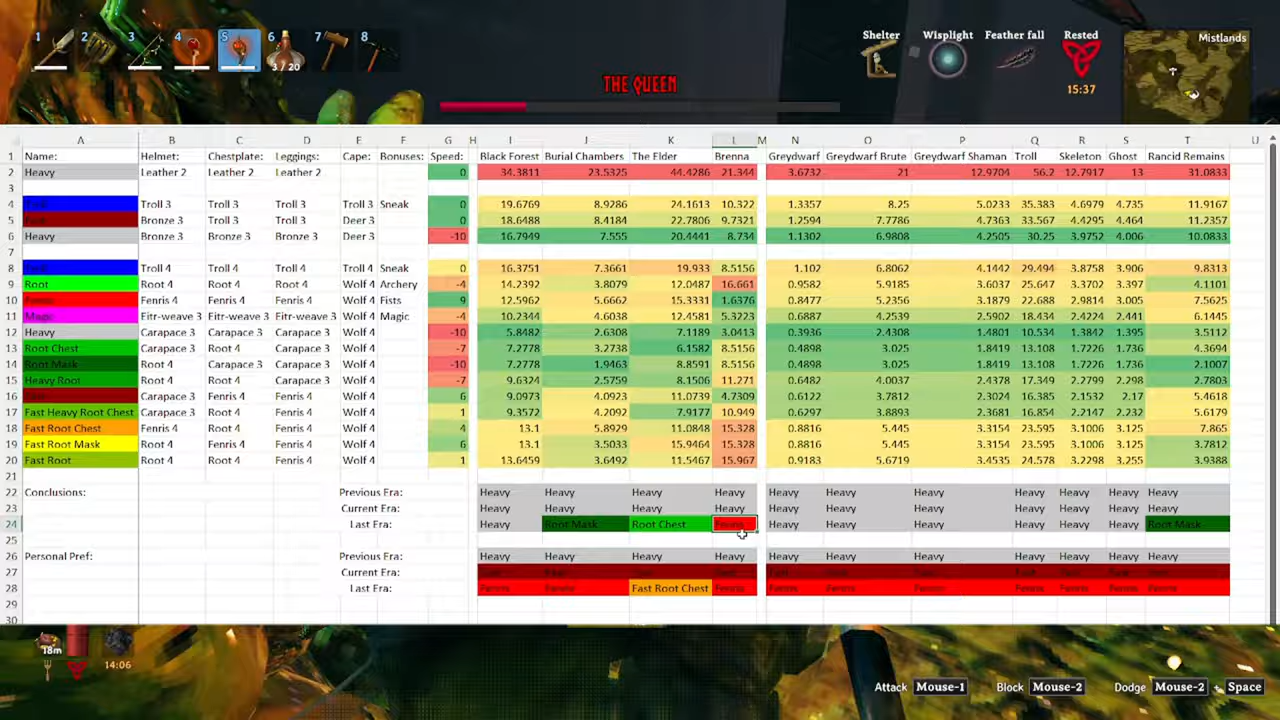 1 2 3 4 5 6 7 8
3 / 20
Shelter Wisplight Feather fall Rested
15:37
Mistlands
THE QUEEN
A B C D E F G H I J K L M N O P Q R S T U
1 Name: Helmet: Chestplate: Leggings: Cape: Bonuses: Speed: Black Forest Burial Chambers The Elder Brenna Greydwarf Greydwarf Brute Greydwarf Shaman Troll Skeleton Ghost Rancid Remains
2 Heavy Leather 2 Leather 2 Leather 2 0 34.3811 23.5325 44.4286 21.344 3.6732 21 12.9704 56.2 12.7917 13 31.0833
3
4 Troll 3 Troll 3 Troll 3 Troll 3 Sneak 0 19.6769 8.9286 24.1613 10.322 1.3357 8.25 5.0233 35.383 4.6979 4.735 11.9167
5 Bronze 3 Troll 3 Troll 3 Deer 3 0 18.6488 8.4184 22.7806 9.7321 1.2594 7.7786 4.7363 33.567 4.4295 4.464 11.2357
6 Heavy Bronze 3 Bronze 3 Bronze 3 Deer 3 -10 16.7949 7.555 20.4441 8.734 1.1302 6.9808 4.2505 30.25 3.9752 4.006 10.0833
7
8 Troll 4 Troll 4 Troll 4 Troll 4 Sneak 0 16.3751 7.3661 19.933 8.5156 1.102 6.8062 4.1442 29.494 3.8758 3.906 9.8313
9 Root Root 4 Root 4 Root 4 Wolf 4 Archery -4 14.2392 3.8079 12.0487 16.661 0.9582 5.9185 3.6037 25.647 3.3702 3.397 4.1101
10 Fenris Fenris 4 Fenris 4 Fenris 4 Wolf 4 Fists 9 12.5962 5.6662 15.3331 1.6376 0.8477 5.2356 3.1879 22.688 2.9814 3.005 7.5625
11 Magic Eitr-weave 3 Eitr-weave 3 Eitr-weave 3 Wolf 4 Magic -4 10.2344 4.6038 12.4581 5.3223 0.6887 4.2539 2.5902 18.434 2.4224 2.441 6.1445
12 Heavy Carapace 3 Carapace 3 Carapace 3 Wolf 4 -10 5.8482 2.6308 7.1189 3.0413 0.3936 2.4308 1.4801 10.534 1.3842 1.395 3.5112
13 Root Chest Carapace 3 Root 4 Carapace 3 Wolf 4 -7 7.2778 3.2738 6.1582 8.5156 0.4898 3.025 1.8419 13.108 1.7226 1.736 4.3694
14 Root Mask Root 4 Carapace 3 Carapace 3 Wolf 4 -10 7.2778 1.9463 8.8591 8.5156 0.4898 3.025 1.8419 13.108 1.7226 1.736 2.1007
15 Heavy Root Root 4 Root 4 Carapace 3 Wolf 4 -7 9.6324 2.5759 8.1506 11.271 0.6482 4.0037 2.4378 17.349 2.2799 2.298 2.7803
16 Carapace 3 Fenris 4 Fenris 4 Wolf 4 6 9.0973 4.0923 11.0739 4.7309 0.6122 3.7812 2.3024 16.385 2.1532 2.17 5.4618
17 Fast Heavy Root Chest Carapace 3 Root 4 Fenris 4 Wolf 4 1 9.3572 4.2092 7.9177 10.949 0.6297 3.8893 2.3681 16.854 2.2147 2.232 5.6179
18 Fast Root Chest Fenris 4 Root 4 Fenris 4 Wolf 4 4 13.1 5.8929 11.0848 15.328 0.8816 5.445 3.3154 23.595 3.1006 3.125 7.865
19 Fast Root Mask Root 4 Fenris 4 Fenris 4 Wolf 4 6 13.1 3.5033 15.9464 15.328 0.8816 5.445 3.3154 23.595 3.1006 3.125 3.7812
20 Fast Root Root 4 Root 4 Fenris 4 Wolf 4 1 13.6459 3.6492 11.5467 15.967 0.9183 5.6719 3.4535 24.578 3.2298 3.255 3.9388
21
22 Conclusions: Previous Era: Heavy Heavy Heavy Heavy Heavy Heavy Heavy Heavy Heavy Heavy Heavy
23 Current Era: Heavy Heavy Heavy Heavy Heavy Heavy Heavy Heavy Heavy Heavy Heavy
24 Last Era: Heavy Root Mask Root Chest Fenris Heavy Heavy Heavy Heavy Heavy Heavy Root Mask
25
26 Personal Pref: Previous Era: Heavy Heavy Heavy Heavy Heavy Heavy Heavy Heavy Heavy Heavy Heavy
27 Current Era: Fast Fast Fast Fast Fast Fast Fast Fast Fast Fast Fast
28 Last Era: Fenris Fenris Fast Root Chest Fenris Fenris Fenris Fenris Fenris Fenris Fenris Fenris
29
30
18m
14:06
Attack Mouse-1 Block Mouse-2 Dodge Mouse-2 + Space